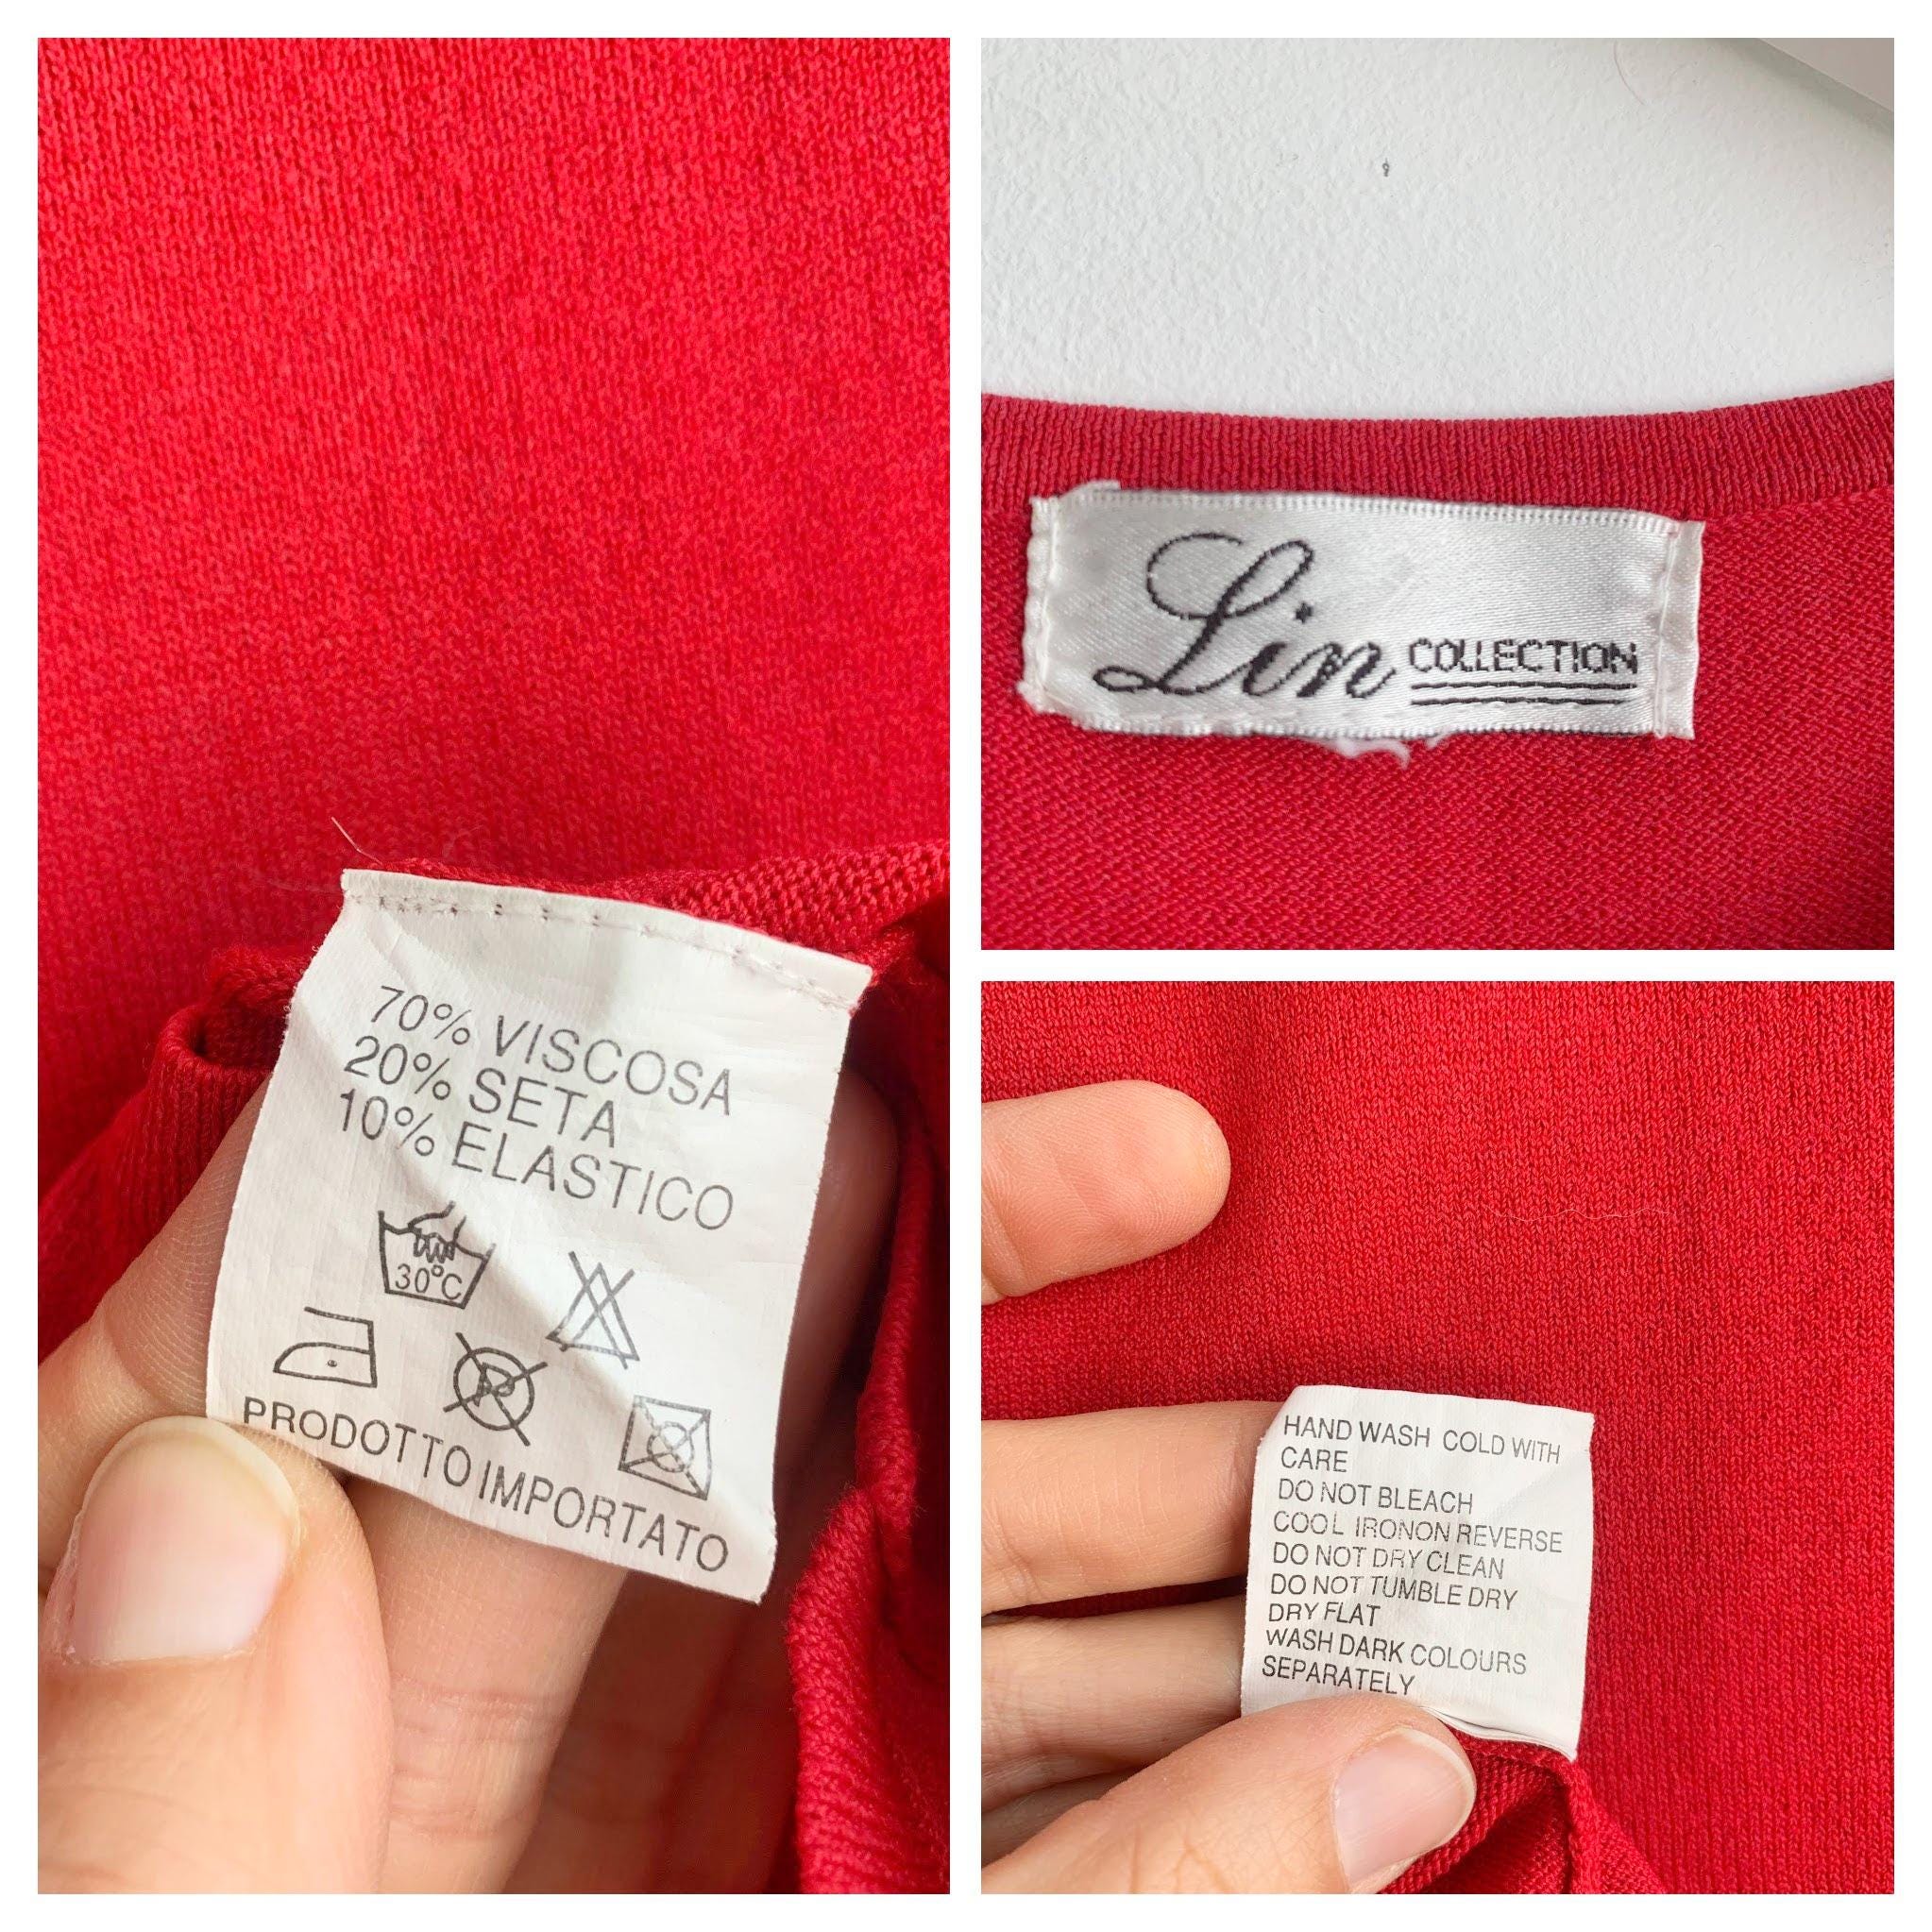 70% VISCOSA
20% SETA
10% ELASTICO
30°C
P
PRODOTTO IMPORTATO
Lin COLLECTION
HAND WASH COLD WITH
CARE
DO NOT BLEACH
COOL IRONON REVERSE
DO NOT DRY CLEAN
DO NOT TUMBLE DRY
DRY FLAT
WASH DARK COLOURS
SEPARATELY